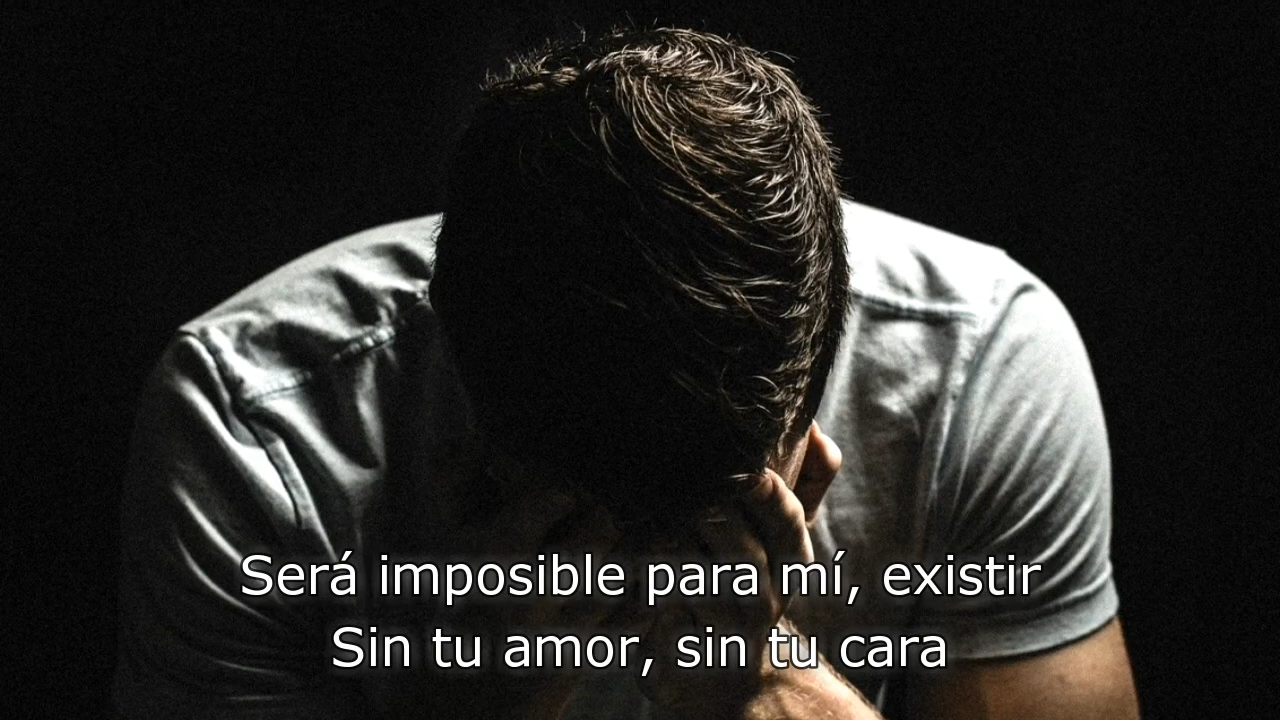 Será imposible para mí, existir
Sin tu amor, sin tu cara